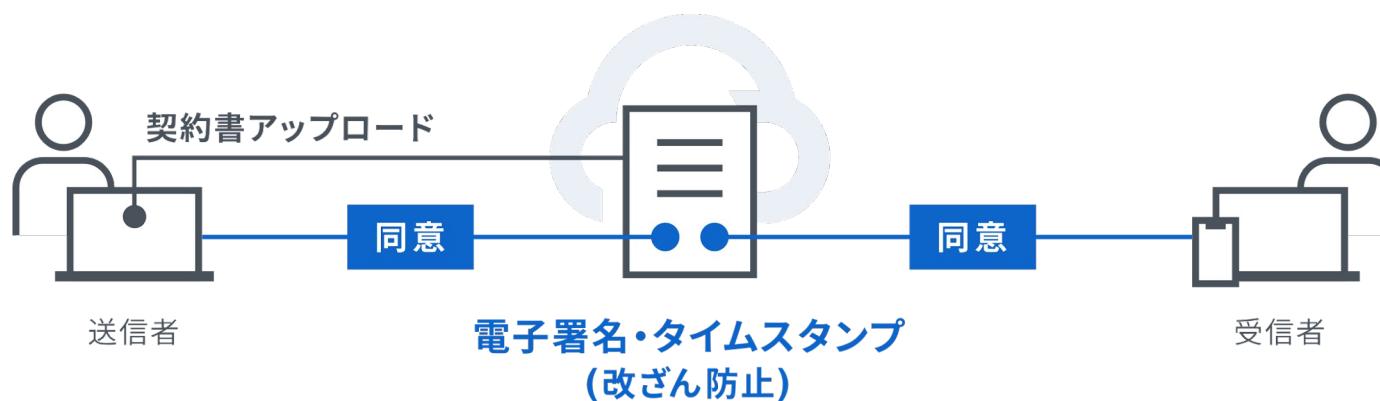 契約書アップロード
同意
同意
送信者
電子署名・タイムスタンプ
(改ざん防止)
受信者